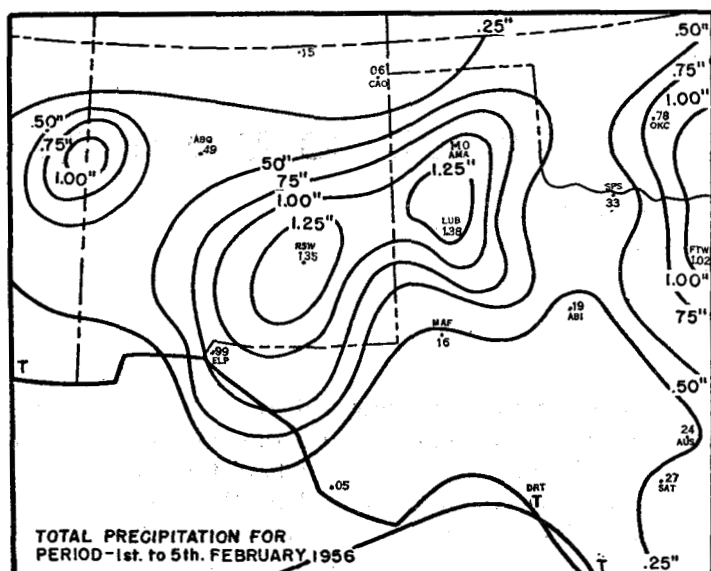 .25"
.50"
.15
.75"
.06
CAO
1.00"
.50"
.78
OKC
ABQ
.49
.75"
M.O
AMA
50"
1.25"
1.00"
75"
SPS
33
1.00"
1.25"
LUB
1.38
RSW
1.35
FTW
1.02
1.00"
.19
ABI
75"
MAF
16
.99
ELP
T
.50"
24
AUS
.27
SAT
.05
DRT
T
TOTAL PRECIPITATION FOR
PERIOD-1st. to 5th. FEBRUARY, 1956
T
.25"